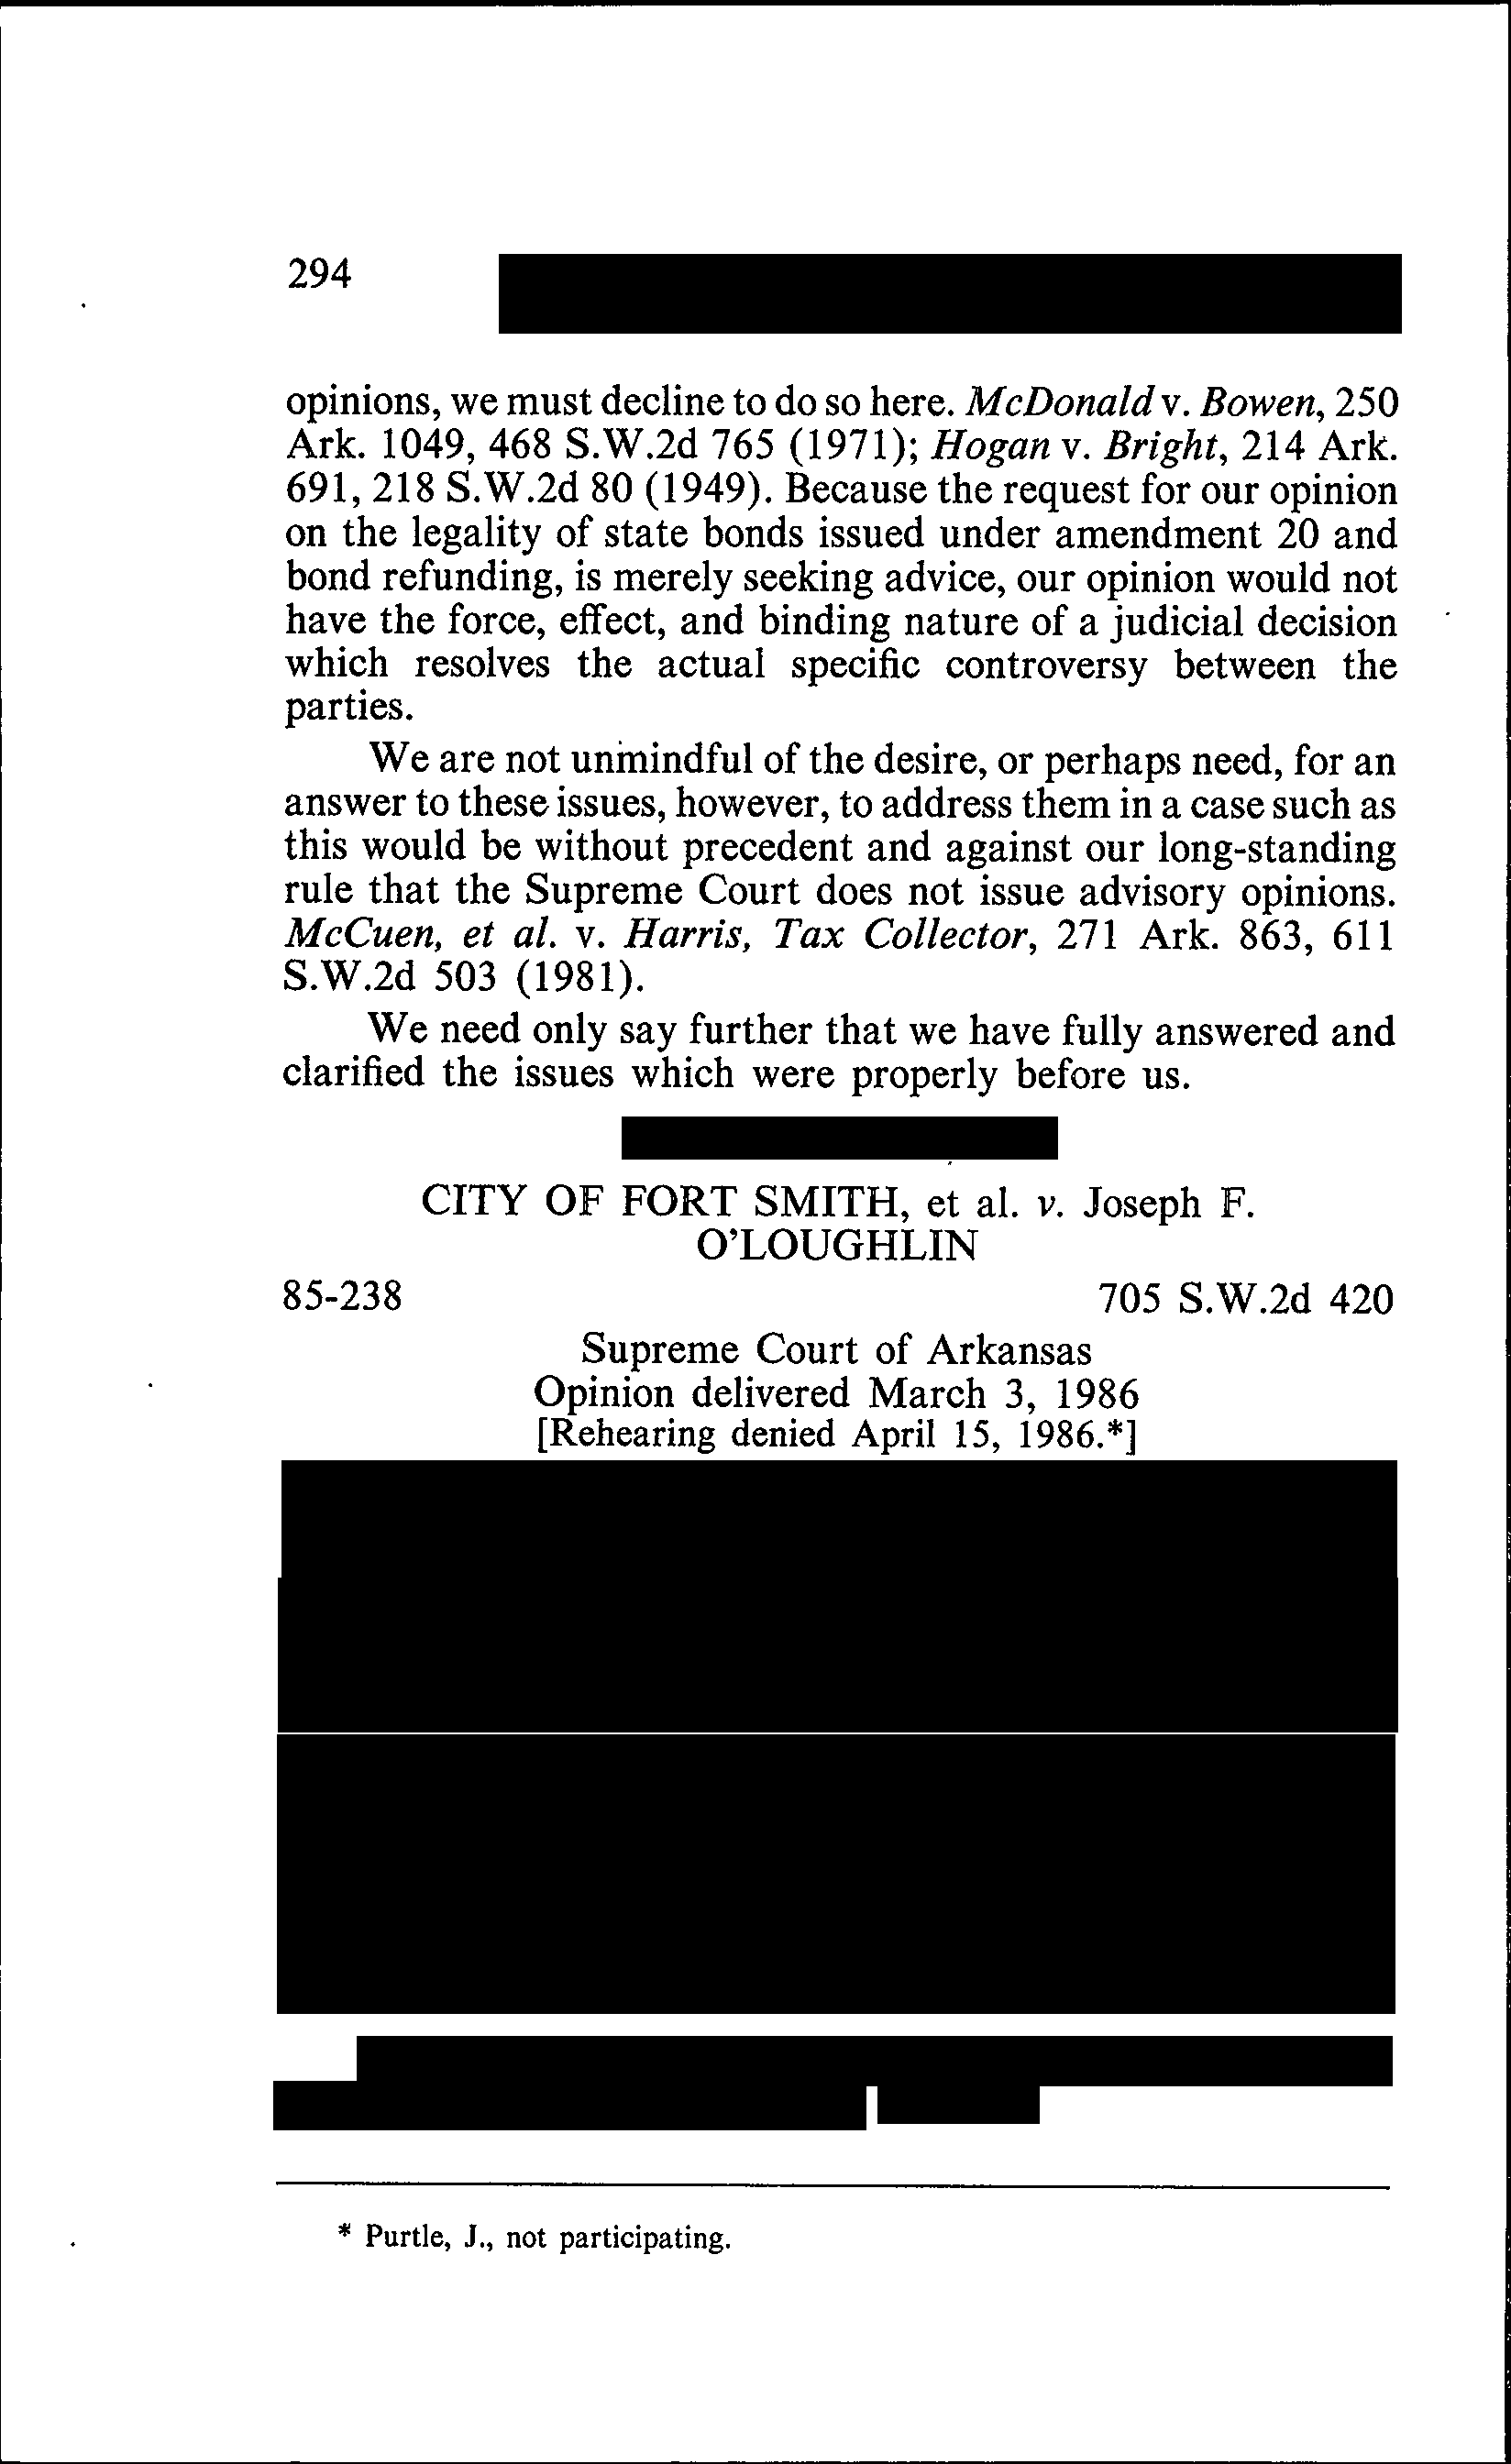 294
opinions, we must decline to do so here. McDonald v. Bowen, 250
Ark. 1049, 468 S.W.2d 765 (1971); Hogan v. Bright, 214 Ark.
691, 218 S.W.2d 80 (1949). Because the request for our opinion
on the legality of state bonds issued under amendment 20 and
bond refunding, is merely seeking advice, our opinion would not
have the force, effect, and binding nature of a judicial decision
which resolves the actual specific controversy between the
parties.
We are not unmindful of the desire, or perhaps need, for an
answer to these issues, however, to address them in a case such as
this would be without precedent and against our long-standing
rule that the Supreme Court does not issue advisory opinions.
McCuen, et al. v. Harris, Tax Collector, 271 Ark. 863, 611
S.W.2d 503 (1981).
We need only say further that we have fully answered and
clarified the issues which were properly before us.
CITY OF FORT SMITH, et al. v. Joseph F.
O'LOUGHLIN
85-238 705 S.W.2d 420
Supreme Court of Arkansas
Opinion delivered March 3, 1986
[Rehearing denied April 15, 1986.*]
* Purtle, J., not participating.